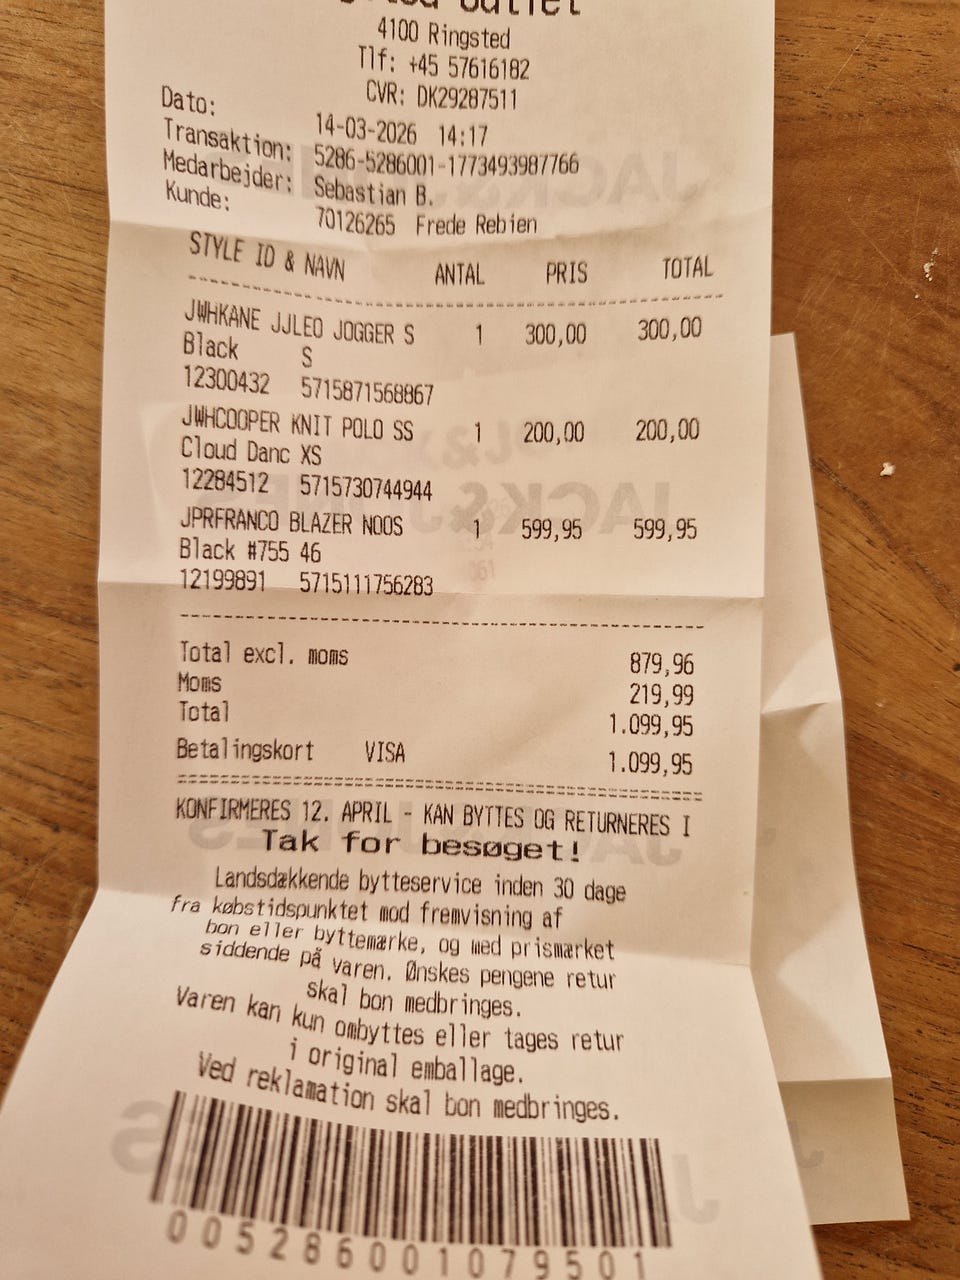 Outlet
4100 Ringsted
Tlf: +45 57616182
CVR: DK29287511
Dato: 14-03-2026 14:17
Transaktion: 5286-5286001-1773493987766
Medarbejder: Sebastian B.
Kunde: 70126265 Frede Rebien
STYLE ID & NAVN ANTAL PRIS TOTAL
JWHKANE JJLEO JOGGER S 1 300,00 300,00
Black S
12300432 5715871568867
JWHCOOPER KNIT POLO SS 1 200,00 200,00
Cloud Danc XS
12284512 5715730744944
JPRFRANCO BLAZER NOOS 1 599,95 599,95
Black #755 46
12199891 5715111756283
Total excl. moms 879,96
Moms 219,99
Total 1.099,95
Betalingskort VISA 1.099,95
KONFIRMERES 12. APRIL - KAN BYTTES OG RETURNERES I
Tak for besøget!
Landsdækkende bytteservice inden 30 dage
fra købstidspunktet mod fremvisning af
bon eller byttemærke, og med prismærket
siddende på varen. Ønskes pengene retur
skal bon medbringes.
Varen kan kun ombyttes eller tages retur
i original emballage.
Ved reklamation skal bon medbringes.
005286001079501